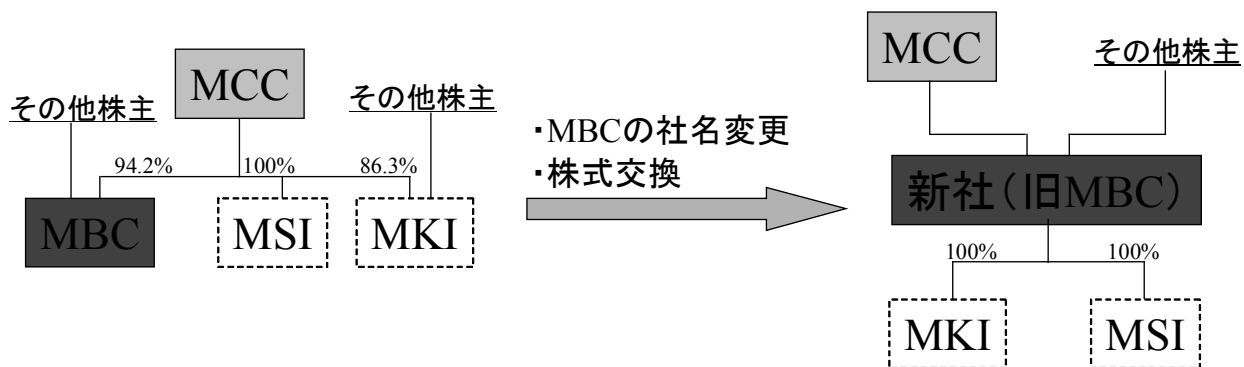 MCC
その他株主
その他株主
94.2%
100%
86.3%
MBC
MSI
MKI
・MBCの社名変更
・株式交換
MCC
その他株主
新社（旧MBC）
100%
100%
MKI
MSI